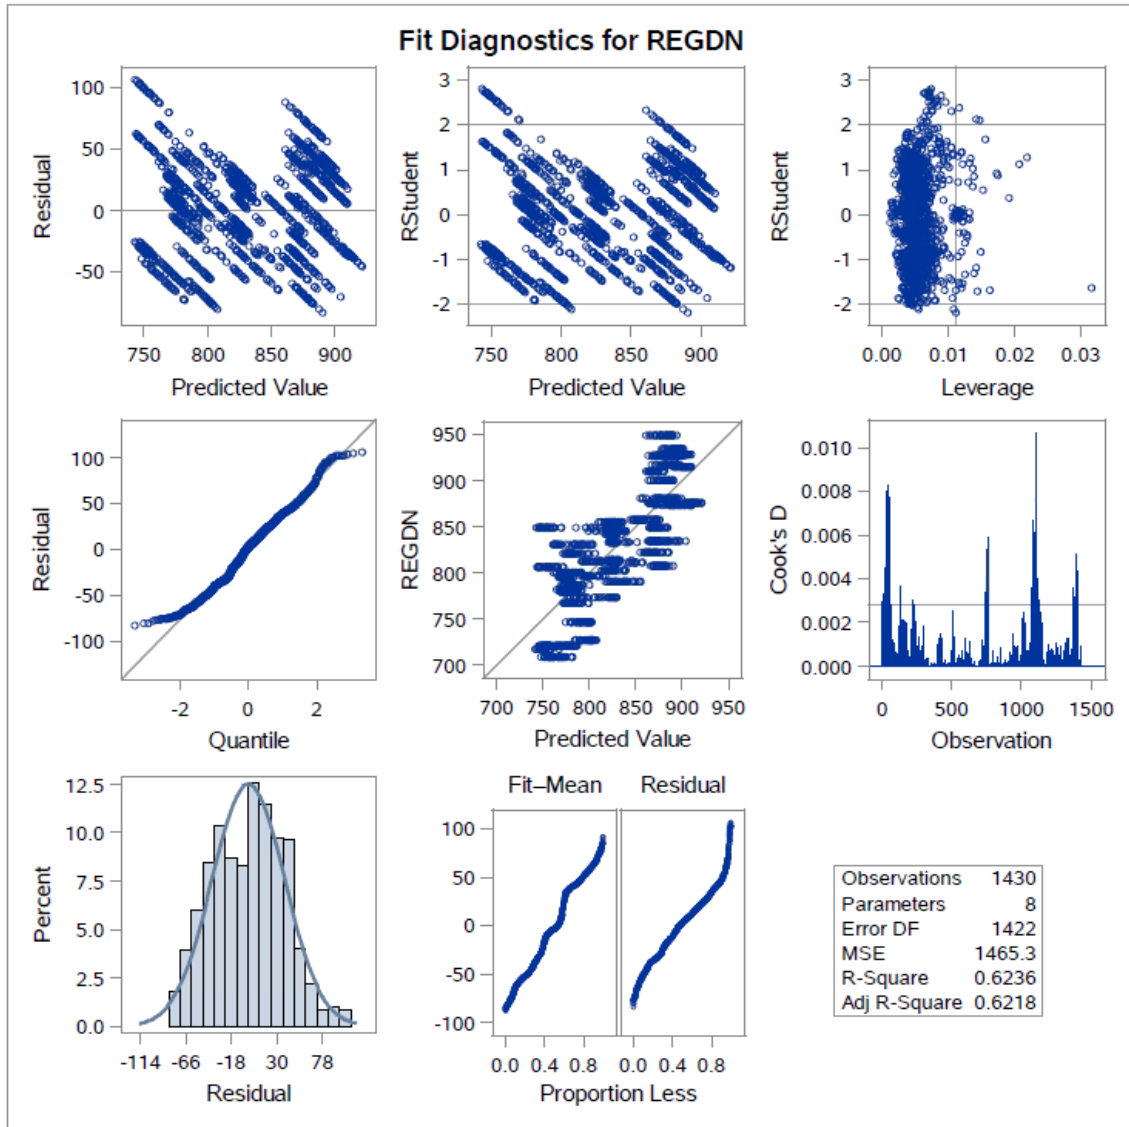 Fit Diagnostics for REGDN
100
50
0
-50
Residual
750 800 850 900
Predicted Value
3
2
1
0
-1
-2
RStudent
750 800 850 900
Predicted Value
3
2
1
0
-1
-2
RStudent
0.00 0.01 0.02 0.03
Leverage
100
50
0
-50
-100
Residual
-2 0 2
Quantile
950
900
850
800
750
700
REGDN
700 750 800 850 900 950
Predicted Value
0.010
0.008
0.006
0.004
0.002
0.000
Cook's D
0 500 1000 1500
Observation
12.5
10.0
7.5
5.0
2.5
0.0
Percent
-114 -66 -18 30 78
Residual
Fit–Mean Residual
100
50
0
-50
-100
0.0 0.4 0.8 0.0 0.4 0.8
Proportion Less
Observations 1430
Parameters 8
Error DF 1422
MSE 1465.3
R-Square 0.6236
Adj R-Square 0.6218